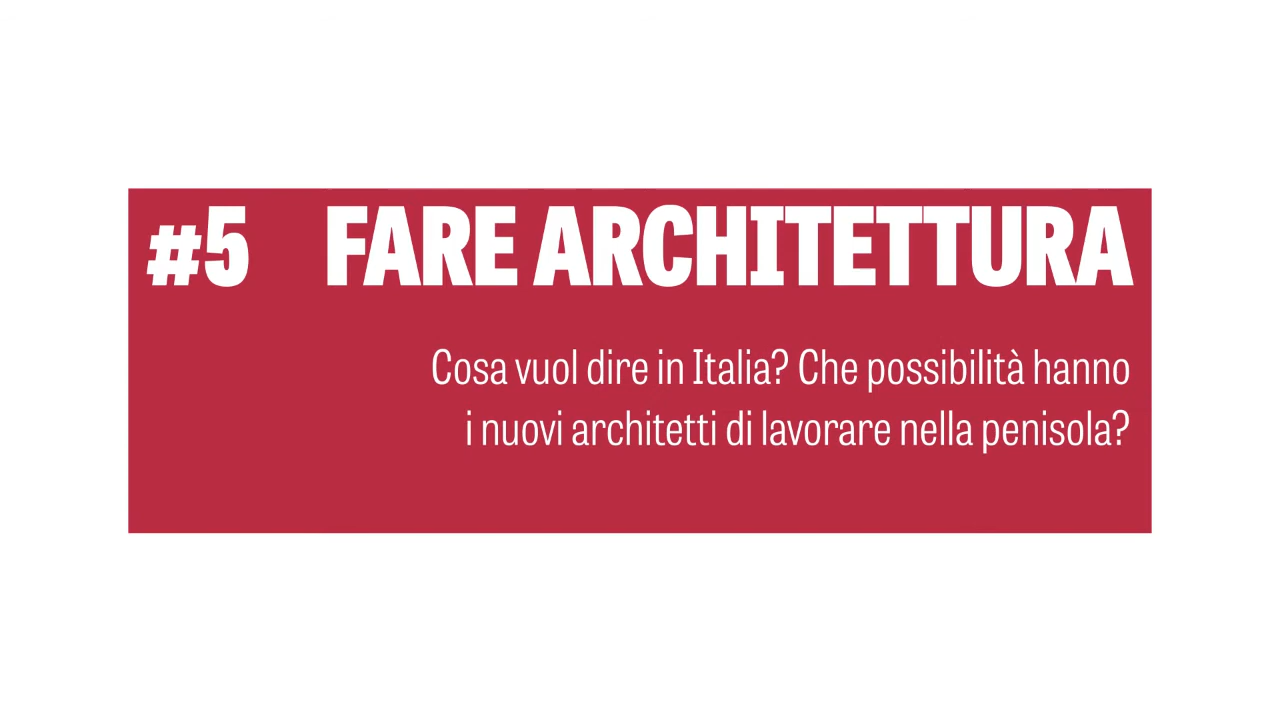 #5 FARE ARCHITETTURA
Cosa vuol dire in Italia? Che possibilità hanno
i nuovi architetti di lavorare nella penisola?